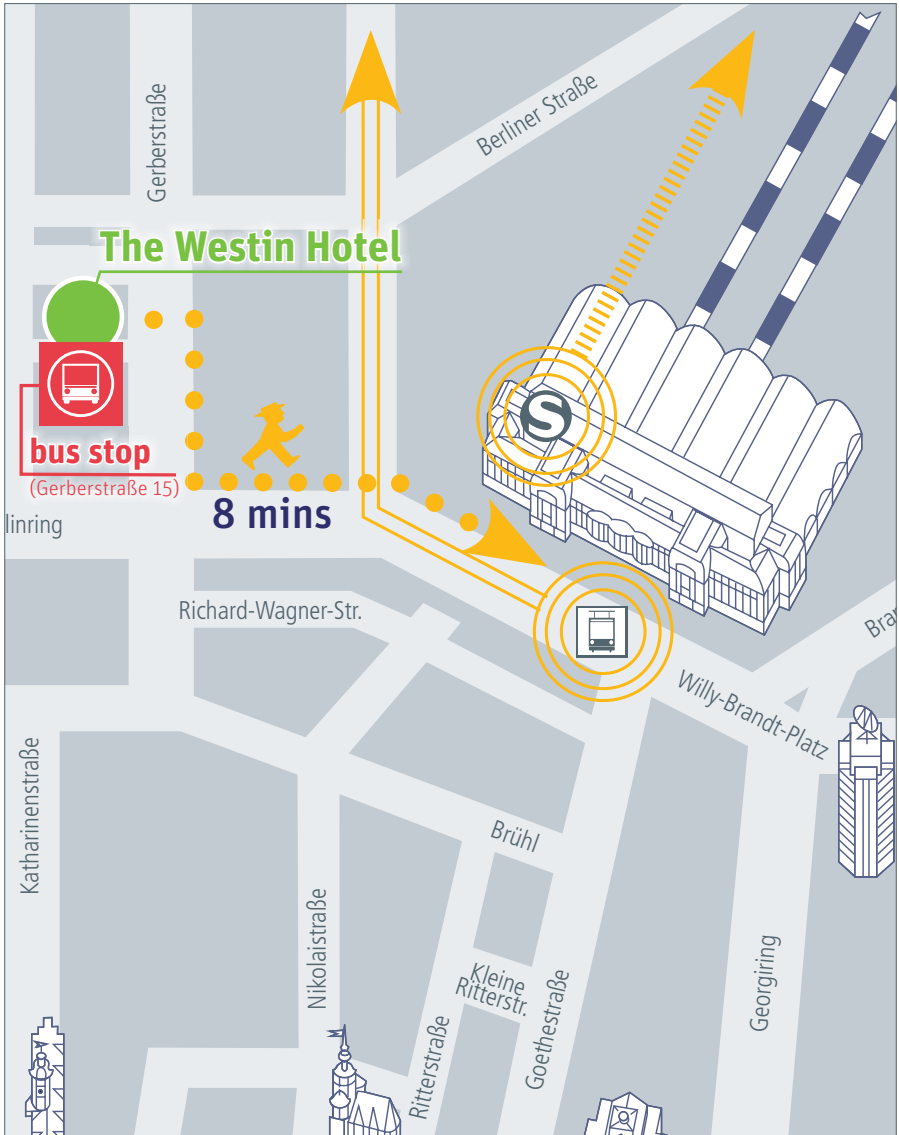 Gerberstraße
Berliner Straße
The Westin Hotel
S
bus stop
(Gerberstraße 15)
linring
8 mins
Richard-Wagner-Str.
Bra
Willy-Brandt-Platz
Katharinenstraße
Brühl
Nikolaistraße
Kleine
Ritterstr.
Ritterstraße
Goethestraße
Georgiring